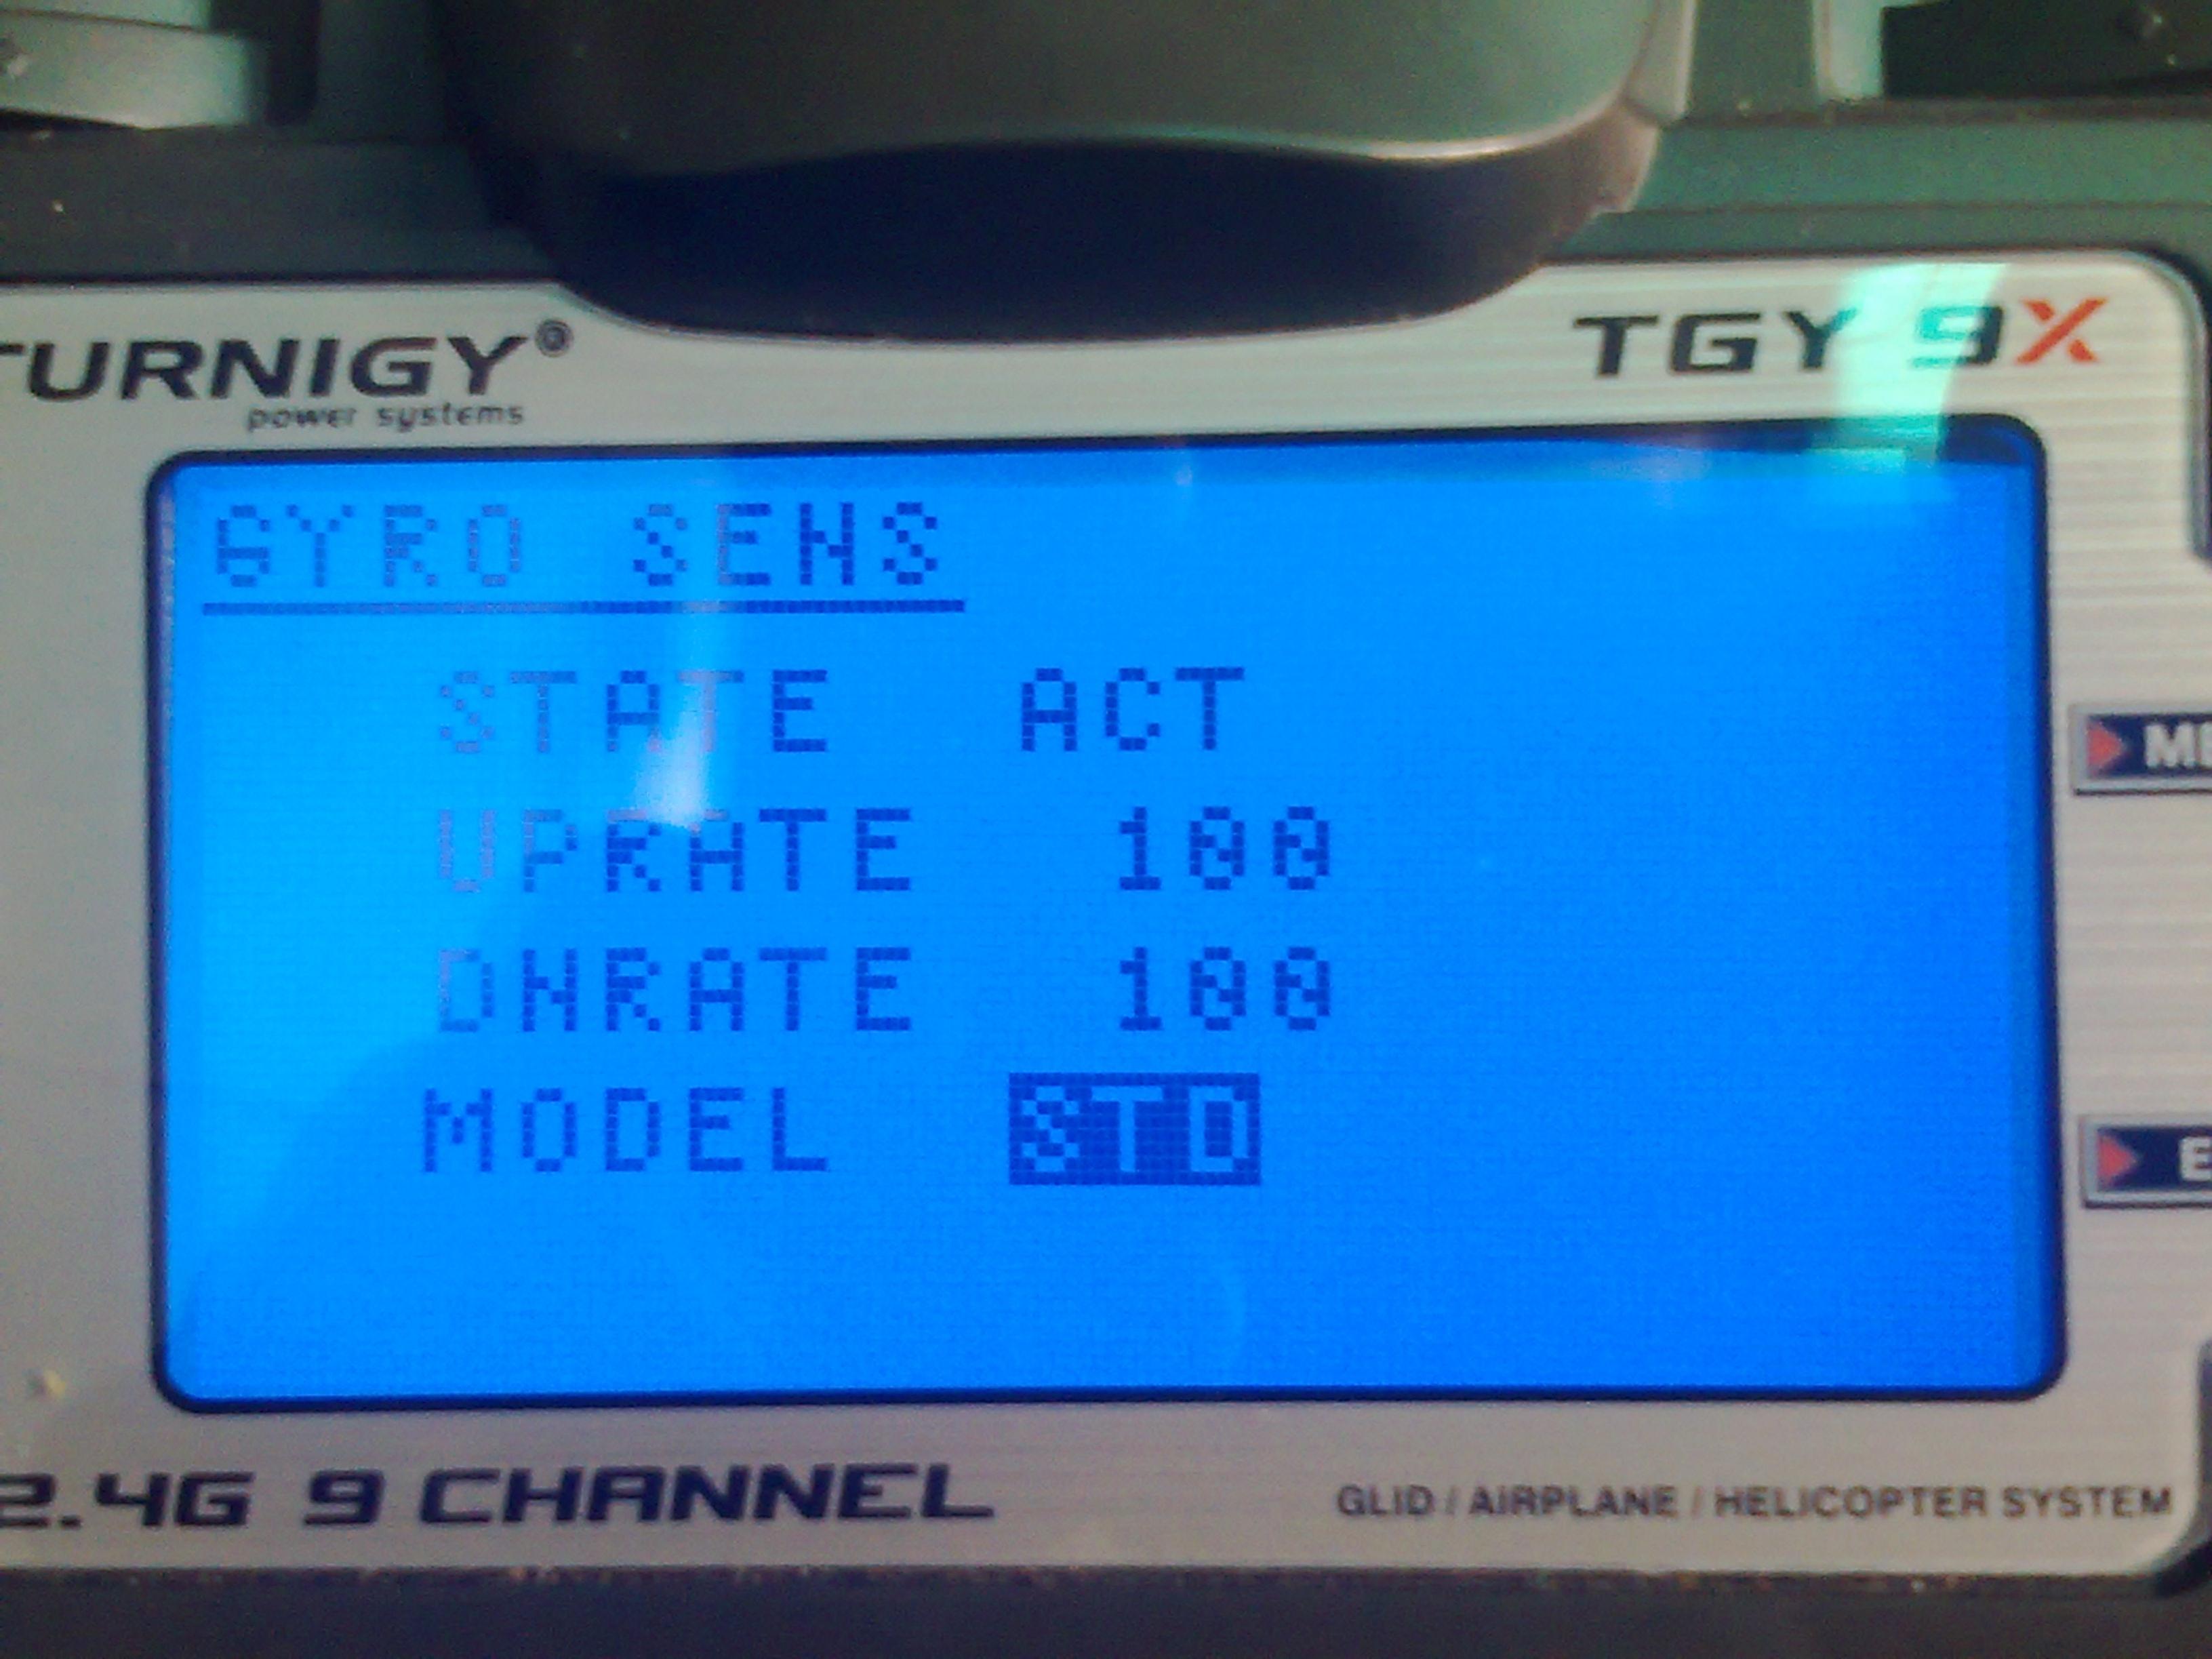 TURNIGY®
power systems
TGY 9X
GYRO SENS
STATE ACT
UPRATE 100
DNRATE 100
MODEL STD
2.4G 9 CHANNEL
GLID / AIRPLANE / HELICOPTER SYSTEM